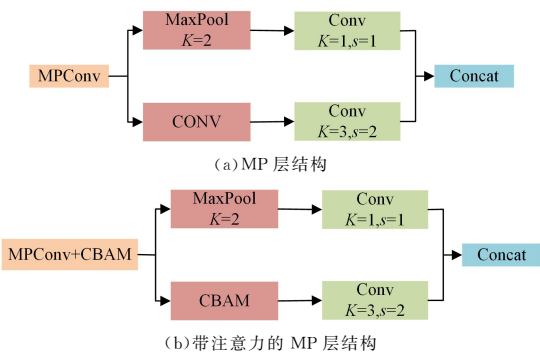 MaxPool
K=2
Conv
K=1,s=1
MPConv
Concat
CONV
Conv
K=3,s=2
(a)MP 层结构
MaxPool
K=2
Conv
K=1,s=1
MPConv+CBAM
Concat
CBAM
Conv
K=3,s=2
(b)带注意力的 MP 层结构